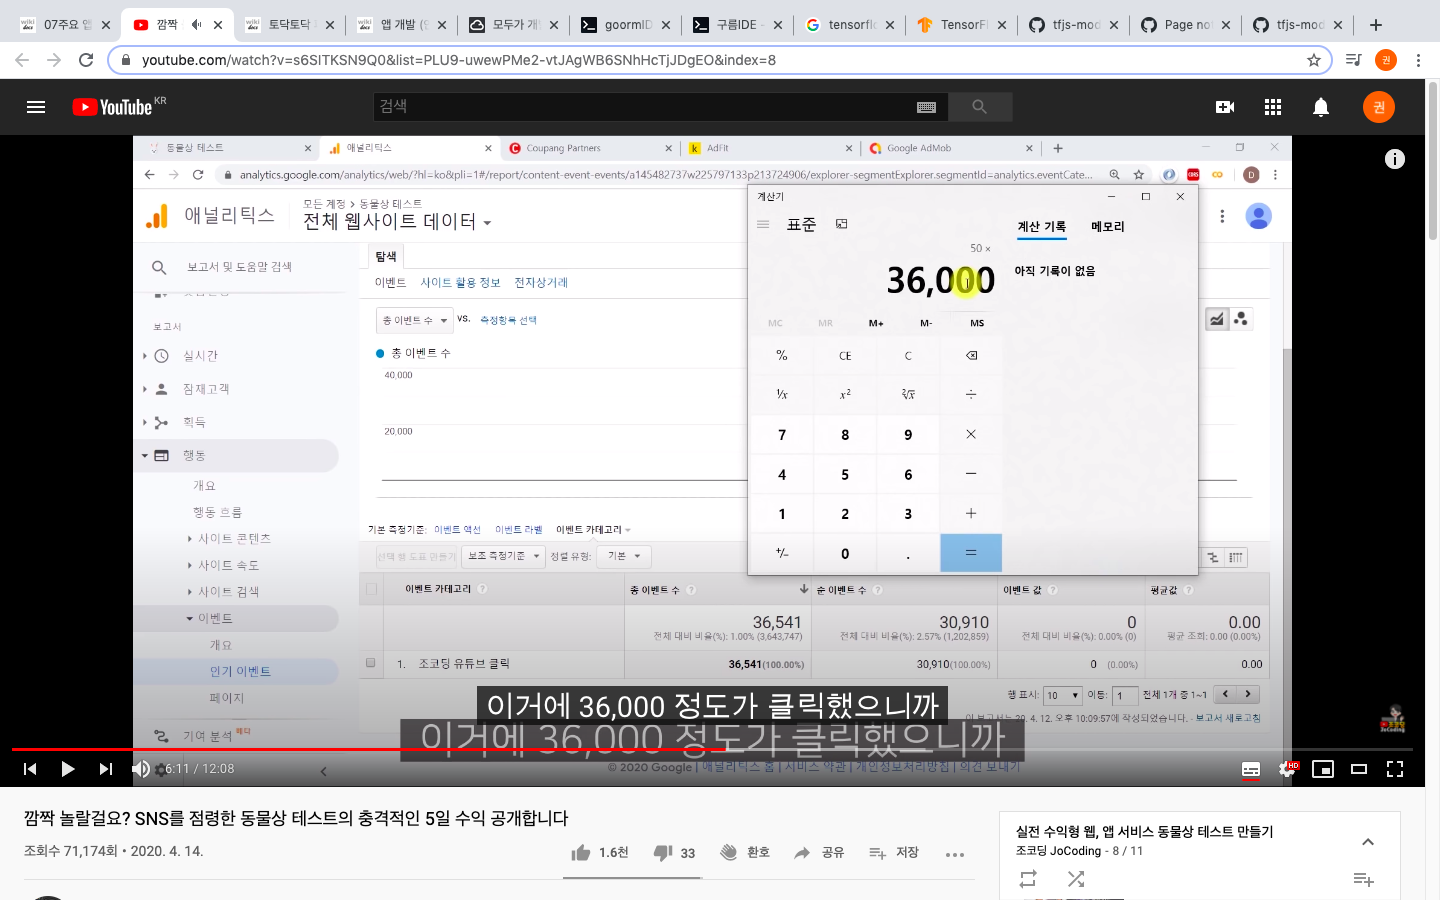 07주요 앱
깜짝
토닥토닥
앱 개발 (인
모두가 개발
goormID
구름IDE -
tensorflo
TensorFl
tfjs-mod
Page not
tfjs-mod
youtube.com/watch?v=s6SITKSN9Q0&list=PLU9-uwewPMe2-vtJAgWB6SNhHcTjJDgEO&index=8
권
YouTube KR
검색
권
동물상 테스트
애널리틱스
Coupang Partners
AdFit
Google AdMob
analytics.google.com/analytics/web/?hl=ko&pli=1#/report/content-event-events/a145482737w225797133p213724906/explorer-segmentExplorer.segmentId=analytics.eventCate...
D
애널리틱스
모든 계정 > 동물상 테스트
전체 웹사이트 데이터
보고서 및 도움말 검색
보고서
실시간
잠재고객
획득
행동
개요
행동 흐름
사이트 콘텐츠
사이트 속도
사이트 검색
이벤트
개요
인기 이벤트
페이지
기여 분석 베타
탐색
이벤트 사이트 활용 정보 전자상거래
총 이벤트 수 vs. 측정항목 선택
총 이벤트 수
40,000
20,000
계산기
표준
계산 기록 메모리
50 ×
36,000
아직 기록이 없음
MC MR M+ M- MS
% CE C
¹/x x² ²√x ÷
7 8 9 ×
4 5 6 −
1 2 3 +
+/− 0 . =
기본 측정기준: 이벤트 액션 이벤트 라벨 이벤트 카테고리
선택 행 도표 만들기 보조 측정기준 정렬 유형: 기본
이벤트 카테고리 ? 총 이벤트 수 ? 순 이벤트 수 ? 이벤트 값 ? 평균값 ?
36,541 30,910 0 0.00
전체 대비 비율(%): 1.00% (3,643,747) 전체 대비 비율(%): 2.57% (1,202,859) 전체 대비 비율(%): 0.00% (0) 평균 조회: 0.00 (0.00%)
1. 조코딩 유튜브 클릭 36,541(100.00%) 30,910(100.00%) 0 (0.00%) 0.00
행 표시: 10 이동: 1 전체 1개 중 1~1
이 보고서는 20. 4. 12. 오후 10:09:57에 작성되었습니다. - 보고서 새로고침
이거에 36,000 정도가 클릭했으니까
이거에 36,000 정도가 클릭했으니까
조코딩
JoCoding
© 2020 Google | 애널리틱스 홈 | 서비스 약관 | 개인정보처리방침 | 의견 보내기
6:11 / 12:08
HD
깜짝 놀랄걸요? SNS를 점령한 동물상 테스트의 충격적인 5일 수익 공개합니다
조회수 71,174회 • 2020. 4. 14.
1.6천 33 환호 공유 저장
실전 수익형 웹, 앱 서비스 동물상 테스트 만들기
조코딩 JoCoding - 8 / 11